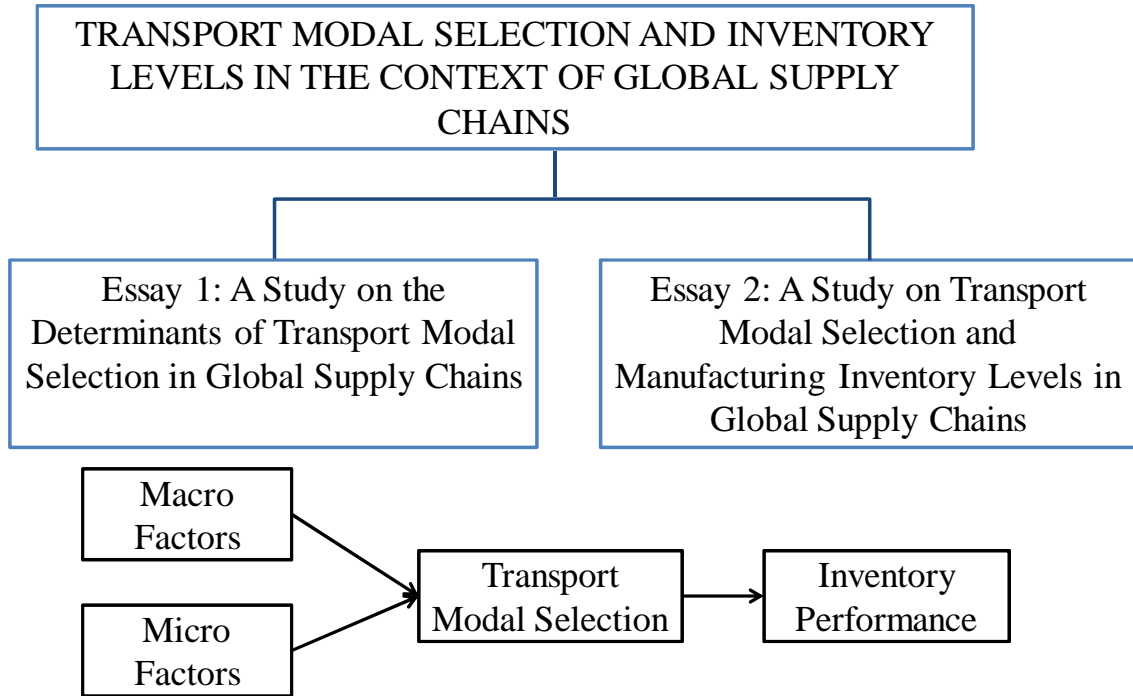 TRANSPORT MODAL SELECTION AND INVENTORY
LEVELS IN THE CONTEXT OF GLOBAL SUPPLY
CHAINS
Essay 1: A Study on the
Determinants of Transport Modal
Selection in Global Supply Chains
Essay 2: A Study on Transport
Modal Selection and
Manufacturing Inventory Levels in
Global Supply Chains
Macro
Factors
Micro
Factors
Transport
Modal Selection
Inventory
Performance